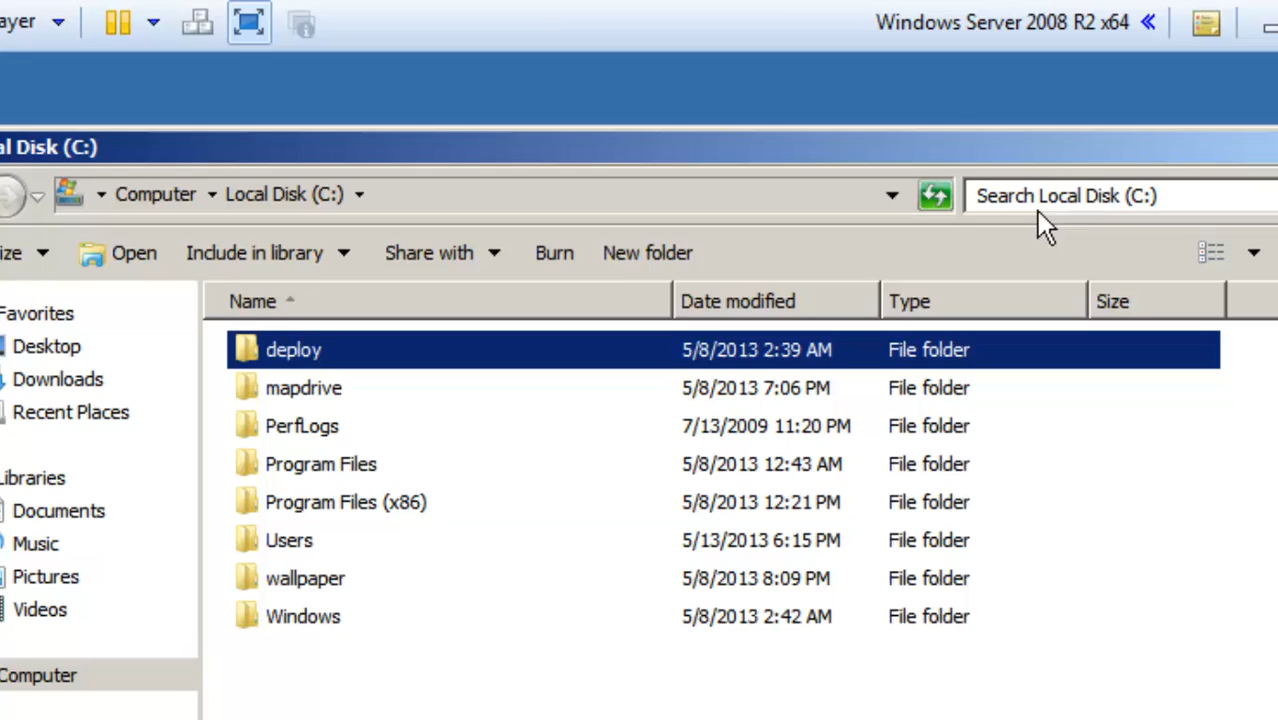 ayer Windows Server 2008 R2 x64
al Disk (C:)
Computer Local Disk (C:) Search Local Disk (C:)
ize Open Include in library Share with Burn New folder
Name Date modified Type Size
Favorites
Desktop
Downloads
Recent Places
Libraries
Documents
Music
Pictures
Videos
Computer
deploy 5/8/2013 2:39 AM File folder
mapdrive 5/8/2013 7:06 PM File folder
PerfLogs 7/13/2009 11:20 PM File folder
Program Files 5/8/2013 12:43 AM File folder
Program Files (x86) 5/8/2013 12:21 PM File folder
Users 5/13/2013 6:15 PM File folder
wallpaper 5/8/2013 8:09 PM File folder
Windows 5/8/2013 2:42 AM File folder